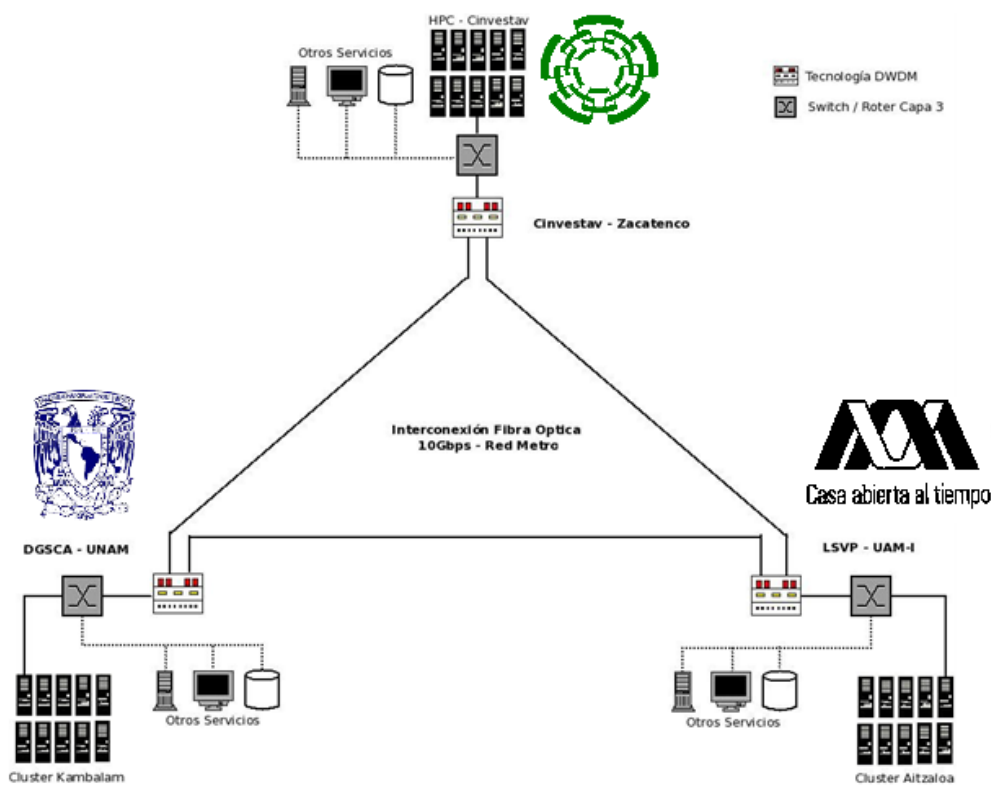 HPC - Cinvestav
Otros Servicios
Tecnología DWDM
Switch / Roter Capa 3
Cinvestav - Zacatenco
Interconexión Fibra Optica
10Gbps - Red Metro
Casa abierta al tiempo
DGSCA - UNAM
LSVP - UAM-I
Otros Servicios
Otros Servicios
Cluster Kambalam
Cluster Aitzaloa